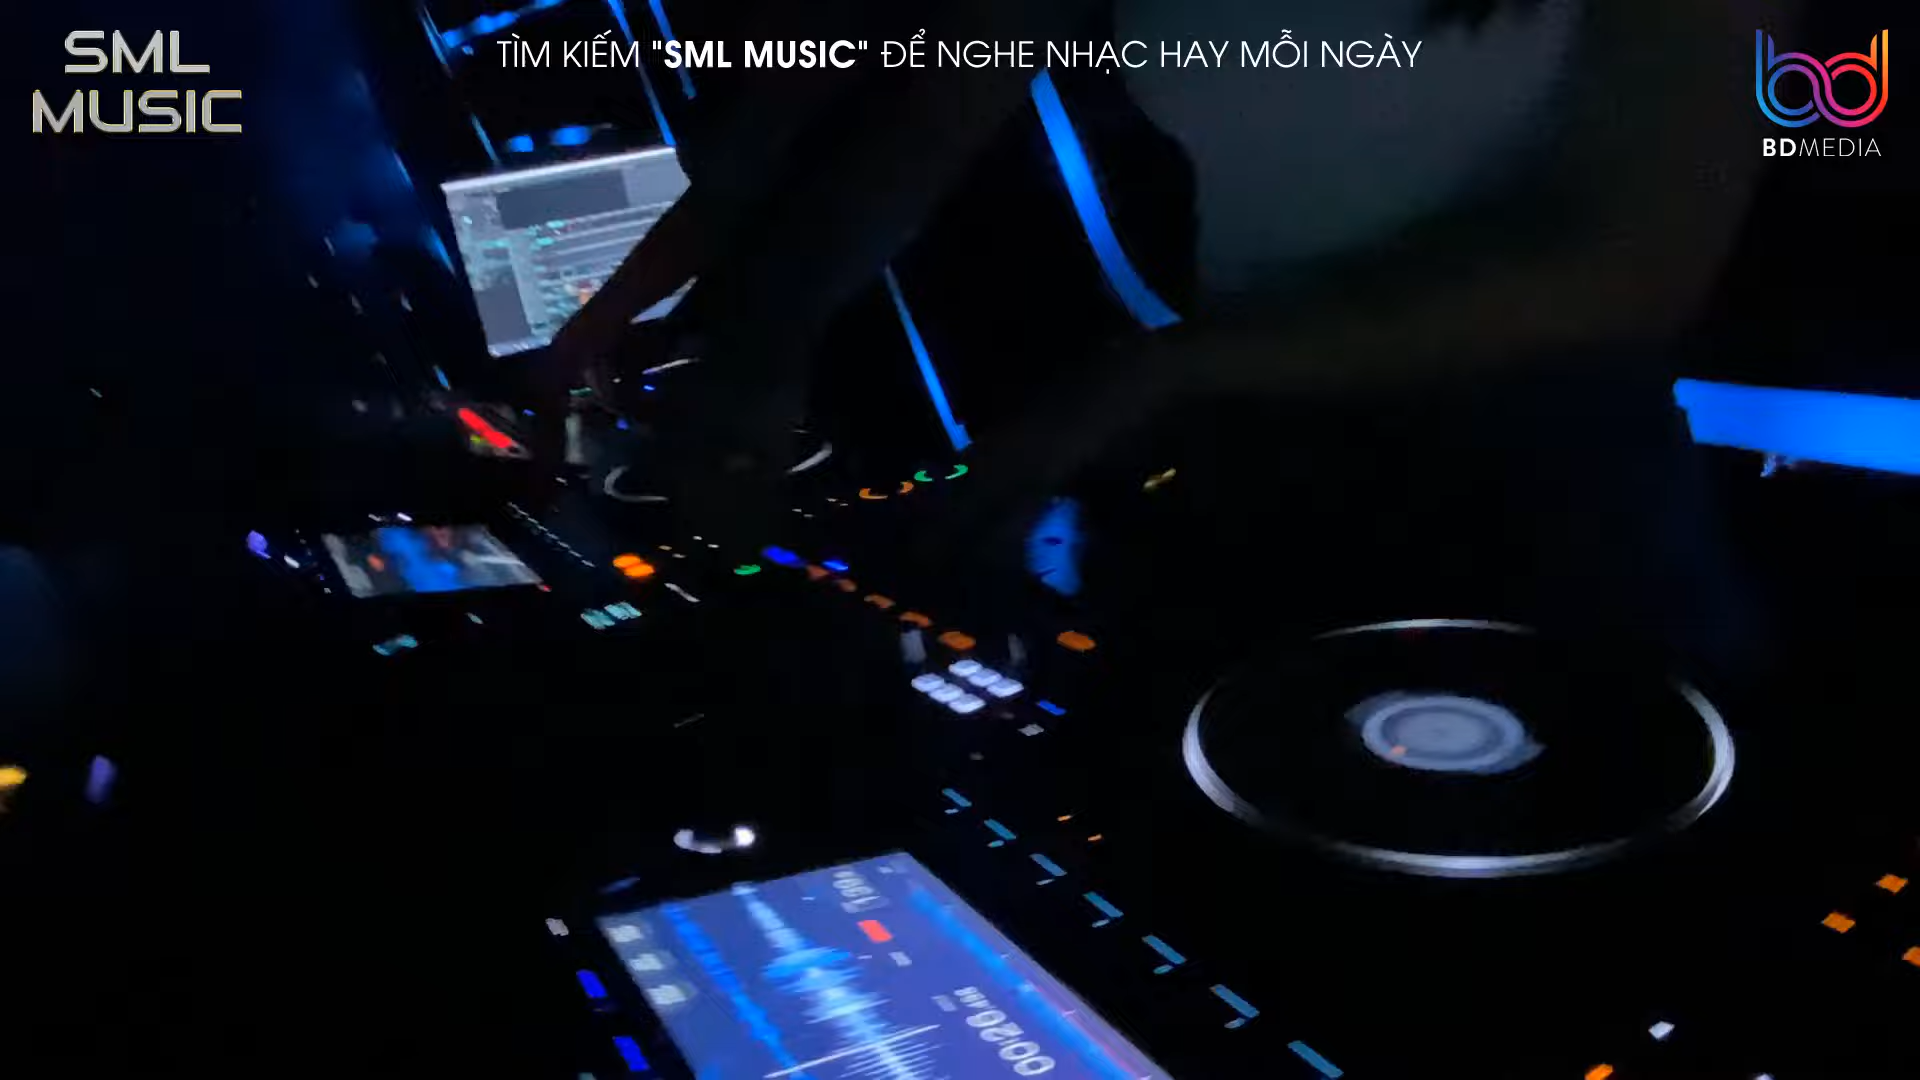 SML
MUSIC
TÌM KIẾM "SML MUSIC" ĐỂ NGHE NHẠC HAY MỖI NGÀY
BDMEDIA